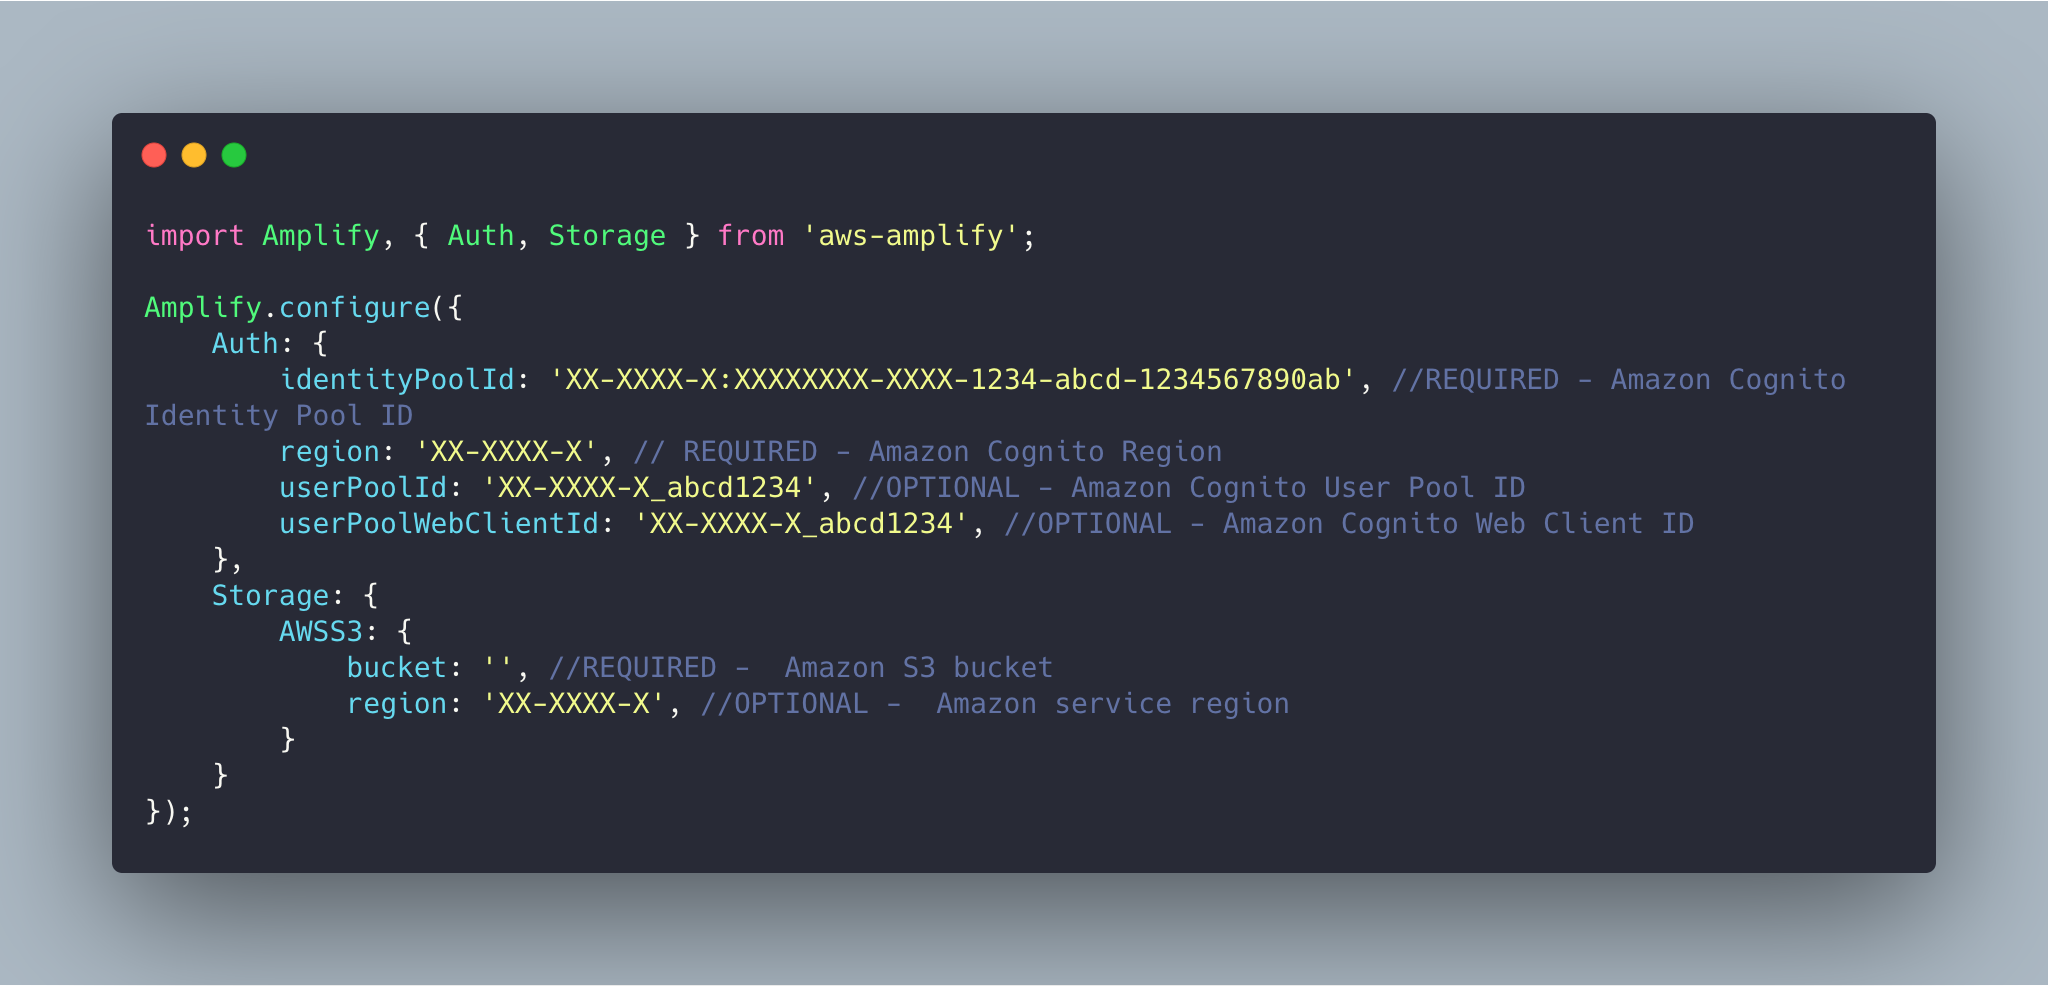 import Amplify, { Auth, Storage } from 'aws-amplify';
Amplify.configure({
    Auth: {
        identityPoolId: 'XX-XXXX-X:XXXXXXXX-XXXX-1234-abcd-1234567890ab', //REQUIRED - Amazon Cognito
Identity Pool ID
        region: 'XX-XXXX-X', // REQUIRED - Amazon Cognito Region
        userPoolId: 'XX-XXXX-X_abcd1234', //OPTIONAL - Amazon Cognito User Pool ID
        userPoolWebClientId: 'XX-XXXX-X_abcd1234', //OPTIONAL - Amazon Cognito Web Client ID
    },
    Storage: {
        AWSS3: {
            bucket: '', //REQUIRED -  Amazon S3 bucket
            region: 'XX-XXXX-X', //OPTIONAL -  Amazon service region
        }
    }
});